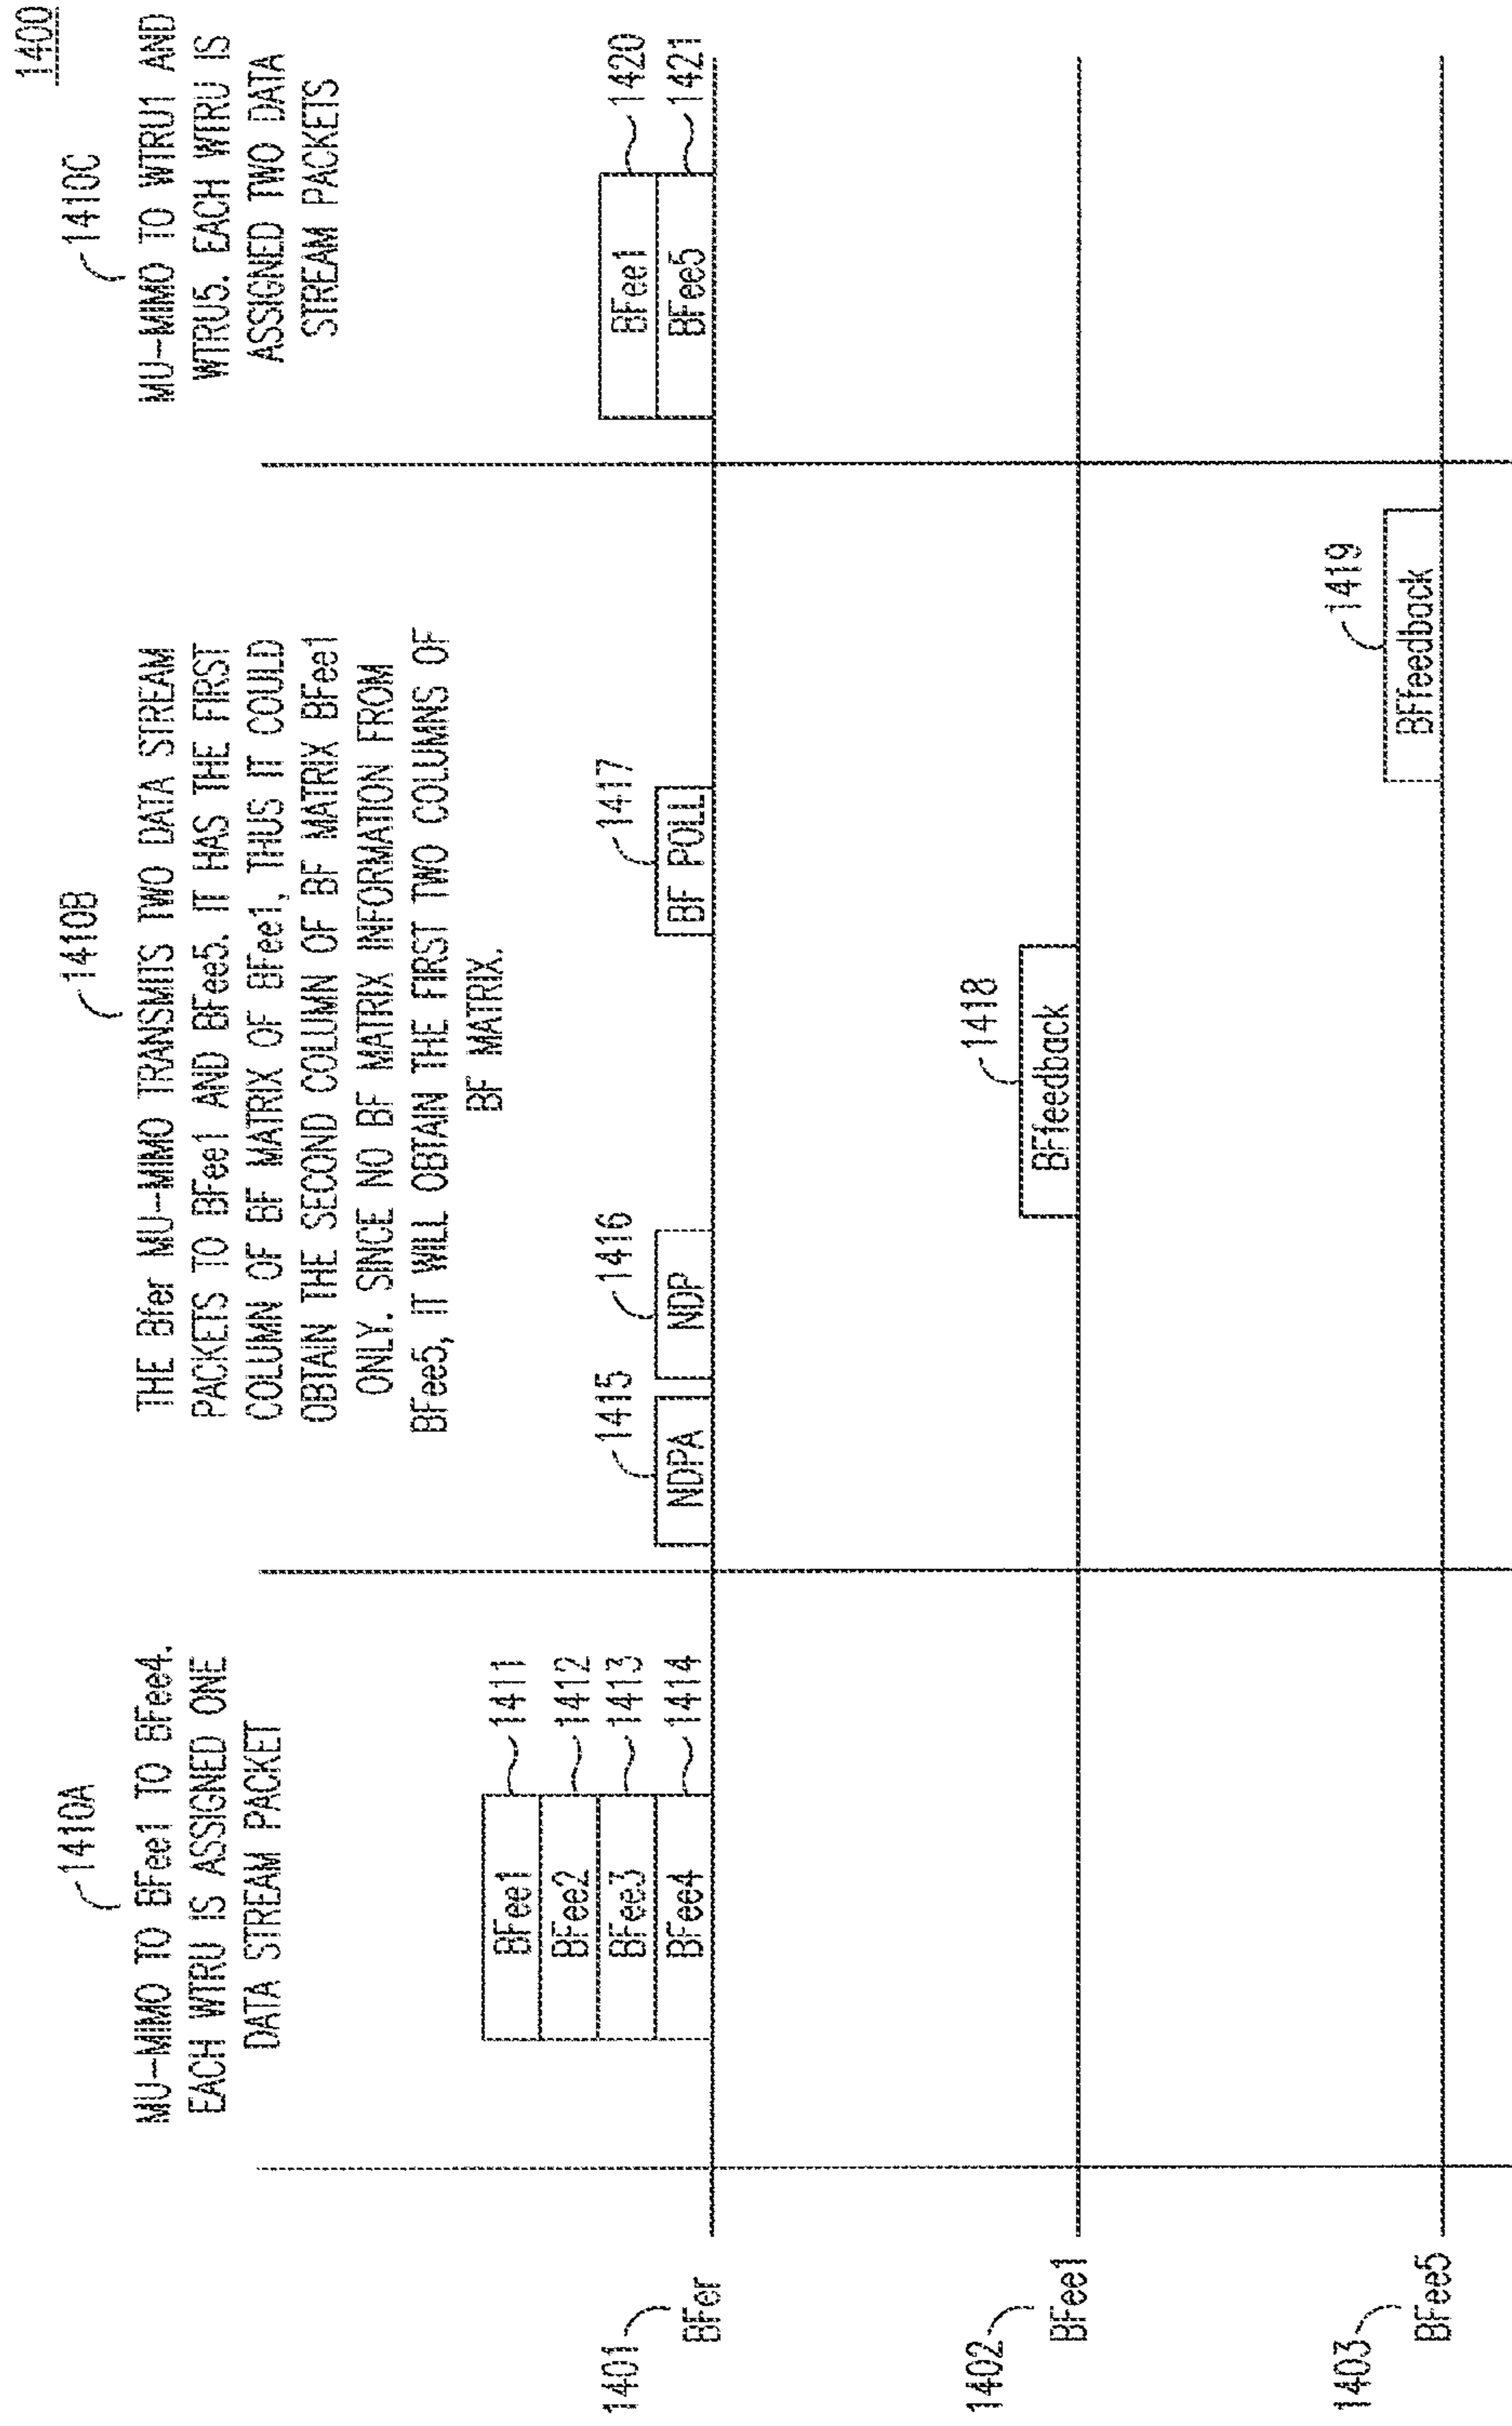 1400
1410A
MU-MIMO TO BFee1 TO BFee4.
EACH WTRU IS ASSIGNED ONE
DATA STREAM PACKET
1410B
THE Bfer MU-MIMO TRANSMITS TWO DATA STREAM
PACKETS TO BFee1 AND BFee5. IT HAS THE FIRST
COLUMN OF BF MATRIX OF BFee1, THUS IT COULD
OBTAIN THE SECOND COLUMN OF BF MATRIX BFee1
ONLY. SINCE NO BF MATRIX INFORMATION FROM
BFee5, IT WILL OBTAIN THE FIRST TWO COLUMNS OF
BF MATRIX.
1410C
MU-MIMO TO WTRU1 AND
WTRU5. EACH WTRU IS
ASSIGNED TWO DATA
STREAM PACKETS
1401
BFer
BFee1
1411
BFee2
1412
BFee3
1413
BFee4
1414
NDPA
1415
NDP
1416
BF POLL
1417
BFee1
1420
BFee5
1421
1402
BFee1
BFfeedback
1418
1403
BFee5
BFfeedback
1419